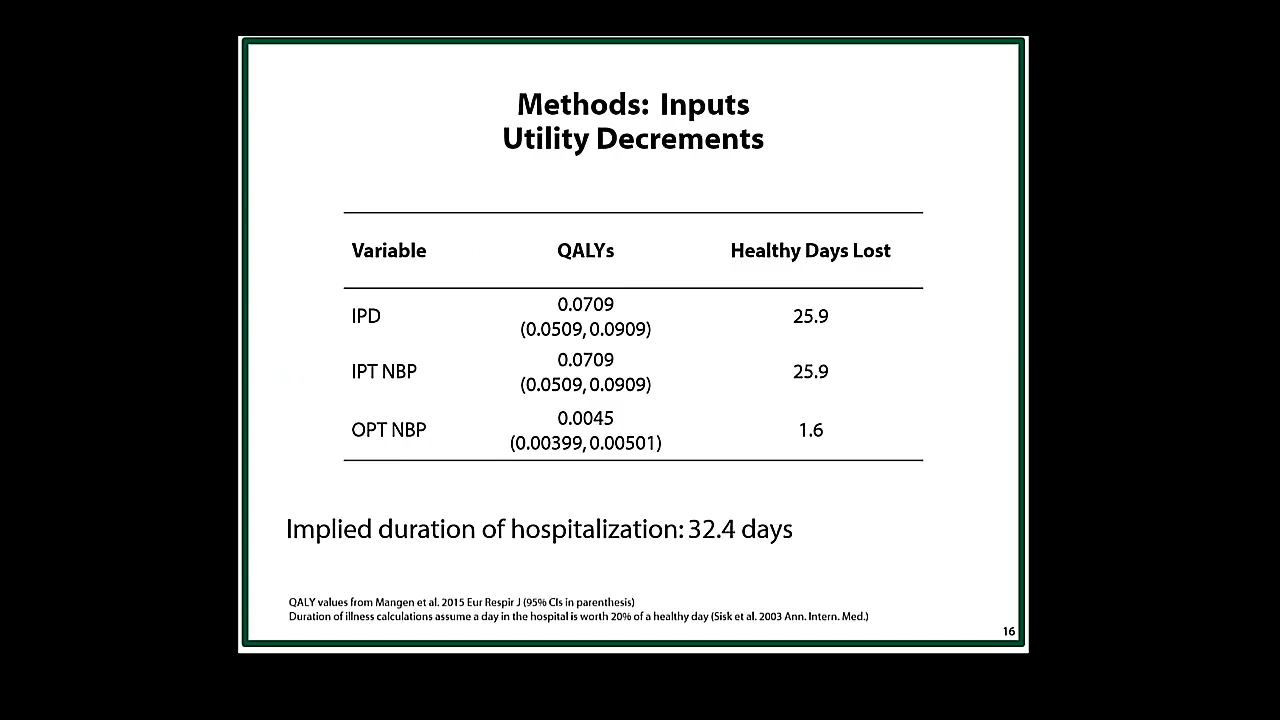 Methods: Inputs
Utility Decrements
Variable QALYs Healthy Days Lost
IPD 0.0709 (0.0509, 0.0909) 25.9
IPT NBP 0.0709 (0.0509, 0.0909) 25.9
OPT NBP 0.0045 (0.00399, 0.00501) 1.6
Implied duration of hospitalization: 32.4 days
QALY values from Mangen et al. 2015 Eur Respir J (95% CIs in parenthesis)
Duration of illness calculations assume a day in the hospital is worth 20% of a healthy day (Sisk et al. 2003 Ann. Intern. Med.)
16